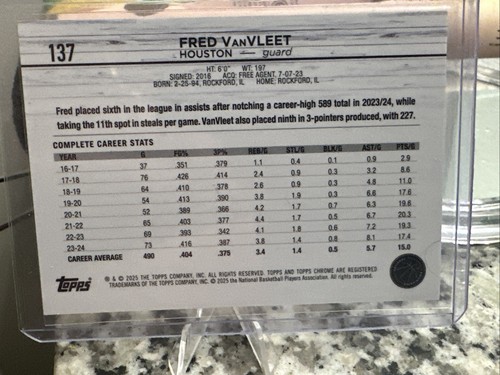 137
FRED VANVLEET
HOUSTON — guard
HT: 6'0" WT: 197
SIGNED: 2016 ACQ: FREE AGENT, 7-07-23
BORN: 2-25-94, ROCKFORD, IL HOME: ROCKFORD, IL
Fred placed sixth in the league in assists after notching a career-high 589 total in 2023/24, while
taking the 11th spot in steals per game. VanVleet also placed ninth in 3-pointers produced, with 227.
COMPLETE CAREER STATS
YEAR G FG% 3P% REB/G STL/G BLK/G AST/G PTS/G
16-17 37 .351 .379 1.1 0.4 0.1 0.9 2.9
17-18 76 .426 .414 2.4 0.9 0.3 3.2 8.6
18-19 64 .410 .378 2.6 0.9 0.3 4.8 11.0
19-20 54 .413 .390 3.8 1.9 0.3 6.6 17.6
20-21 52 .389 .366 4.2 1.7 0.7 6.3 19.6
21-22 65 .403 .377 4.4 1.7 0.5 6.7 20.3
22-23 69 .393 .342 4.1 1.8 0.6 7.2 19.3
23-24 73 .416 .387 3.8 1.4 0.8 8.1 17.4
CAREER AVERAGE 490 .404 .375 3.4 1.4 0.5 5.7 15.0
Topps
® & © 2025 THE TOPPS COMPANY, INC. ALL RIGHTS RESERVED. TOPPS AND TOPPS CHROME ARE REGISTERED
TRADEMARKS OF THE TOPPS COMPANY, INC. © 2025 the National Basketball Players Association. All rights reserved.